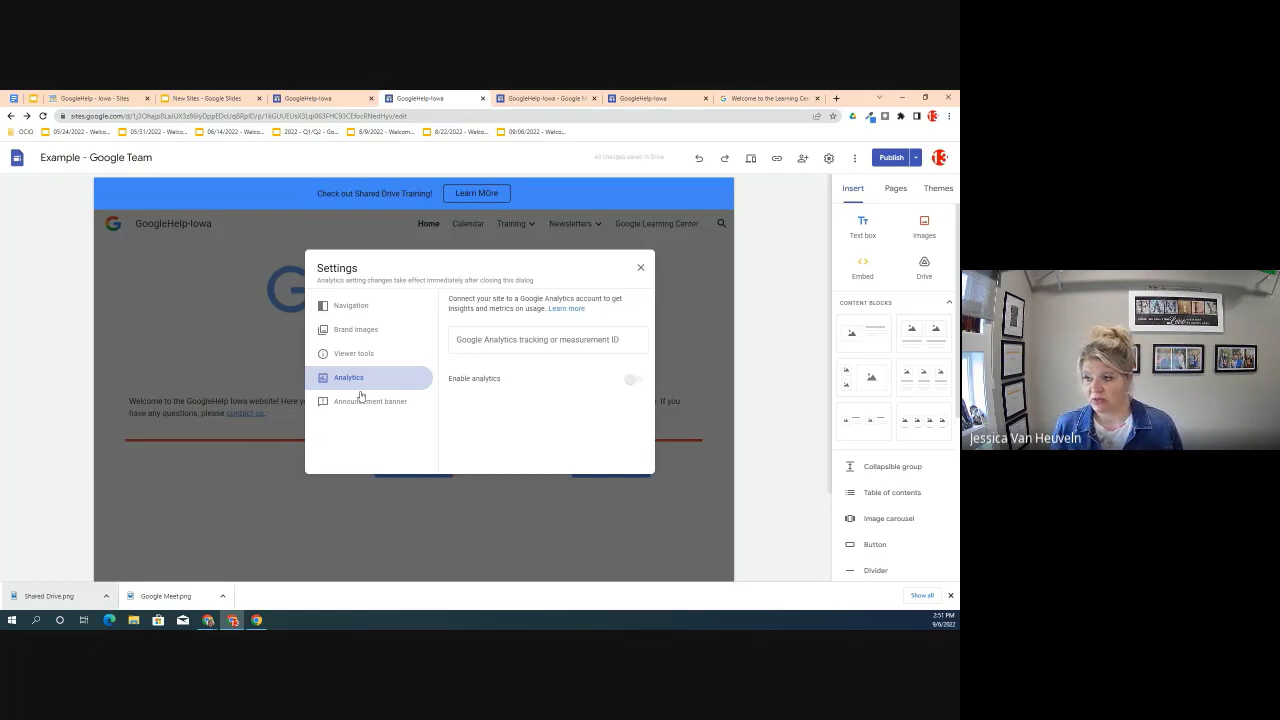 GoogleHelp - Iowa - Sites
New Sites - Google Slides
GoogleHelp-Iowa
GoogleHelp-Iowa
GoogleHelp-Iowa - Google M
GoogleHelp-Iowa
Welcome to the Learning Cen
OCIO
05/24/2022 - Welco...
05/31/2022 - Welco...
06/14/2022 - Welco...
2022 - Q1/Q2 - Go...
8/9/2022 - Welcom...
8/22/2022 - Welco...
09/06/2022 - Welco...
Example - Google Team
All changes saved in Drive
Publish
Check out Shared Drive Training!
Learn MOre
Insert
Pages
Themes
GoogleHelp-Iowa
Home
Calendar
Training
Newsletters
Google Learning Center
Text box
Images
Embed
Drive
Settings
Analytics setting changes take effect immediately after closing this dialog
Navigation
Brand images
Viewer tools
Analytics
Announcement banner
Connect your site to a Google Analytics account to get
insights and metrics on usage. Learn more
Google Analytics tracking or measurement ID
Enable analytics
CONTENT BLOCKS
Welcome to the GoogleHelp Iowa website! Here you
If you
have any questions, please contact us.
Collapsible group
Table of contents
Image carousel
Button
Divider
FAMILY
Love
Jessica Van Heuveln
Shared Drive.png
Google Meet.png
Show all
2:51 PM
9/6/2022